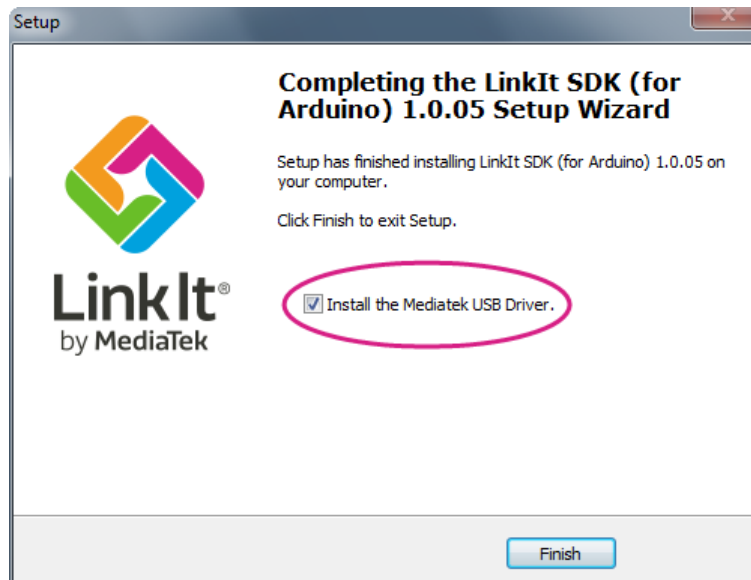 Setup
Completing the LinkIt SDK (for
Arduino) 1.0.05 Setup Wizard
Setup has finished installing LinkIt SDK (for Arduino) 1.0.05 on
your computer.
Click Finish to exit Setup.
LinkIt®
by MediaTek
Install the Mediatek USB Driver.
Finish